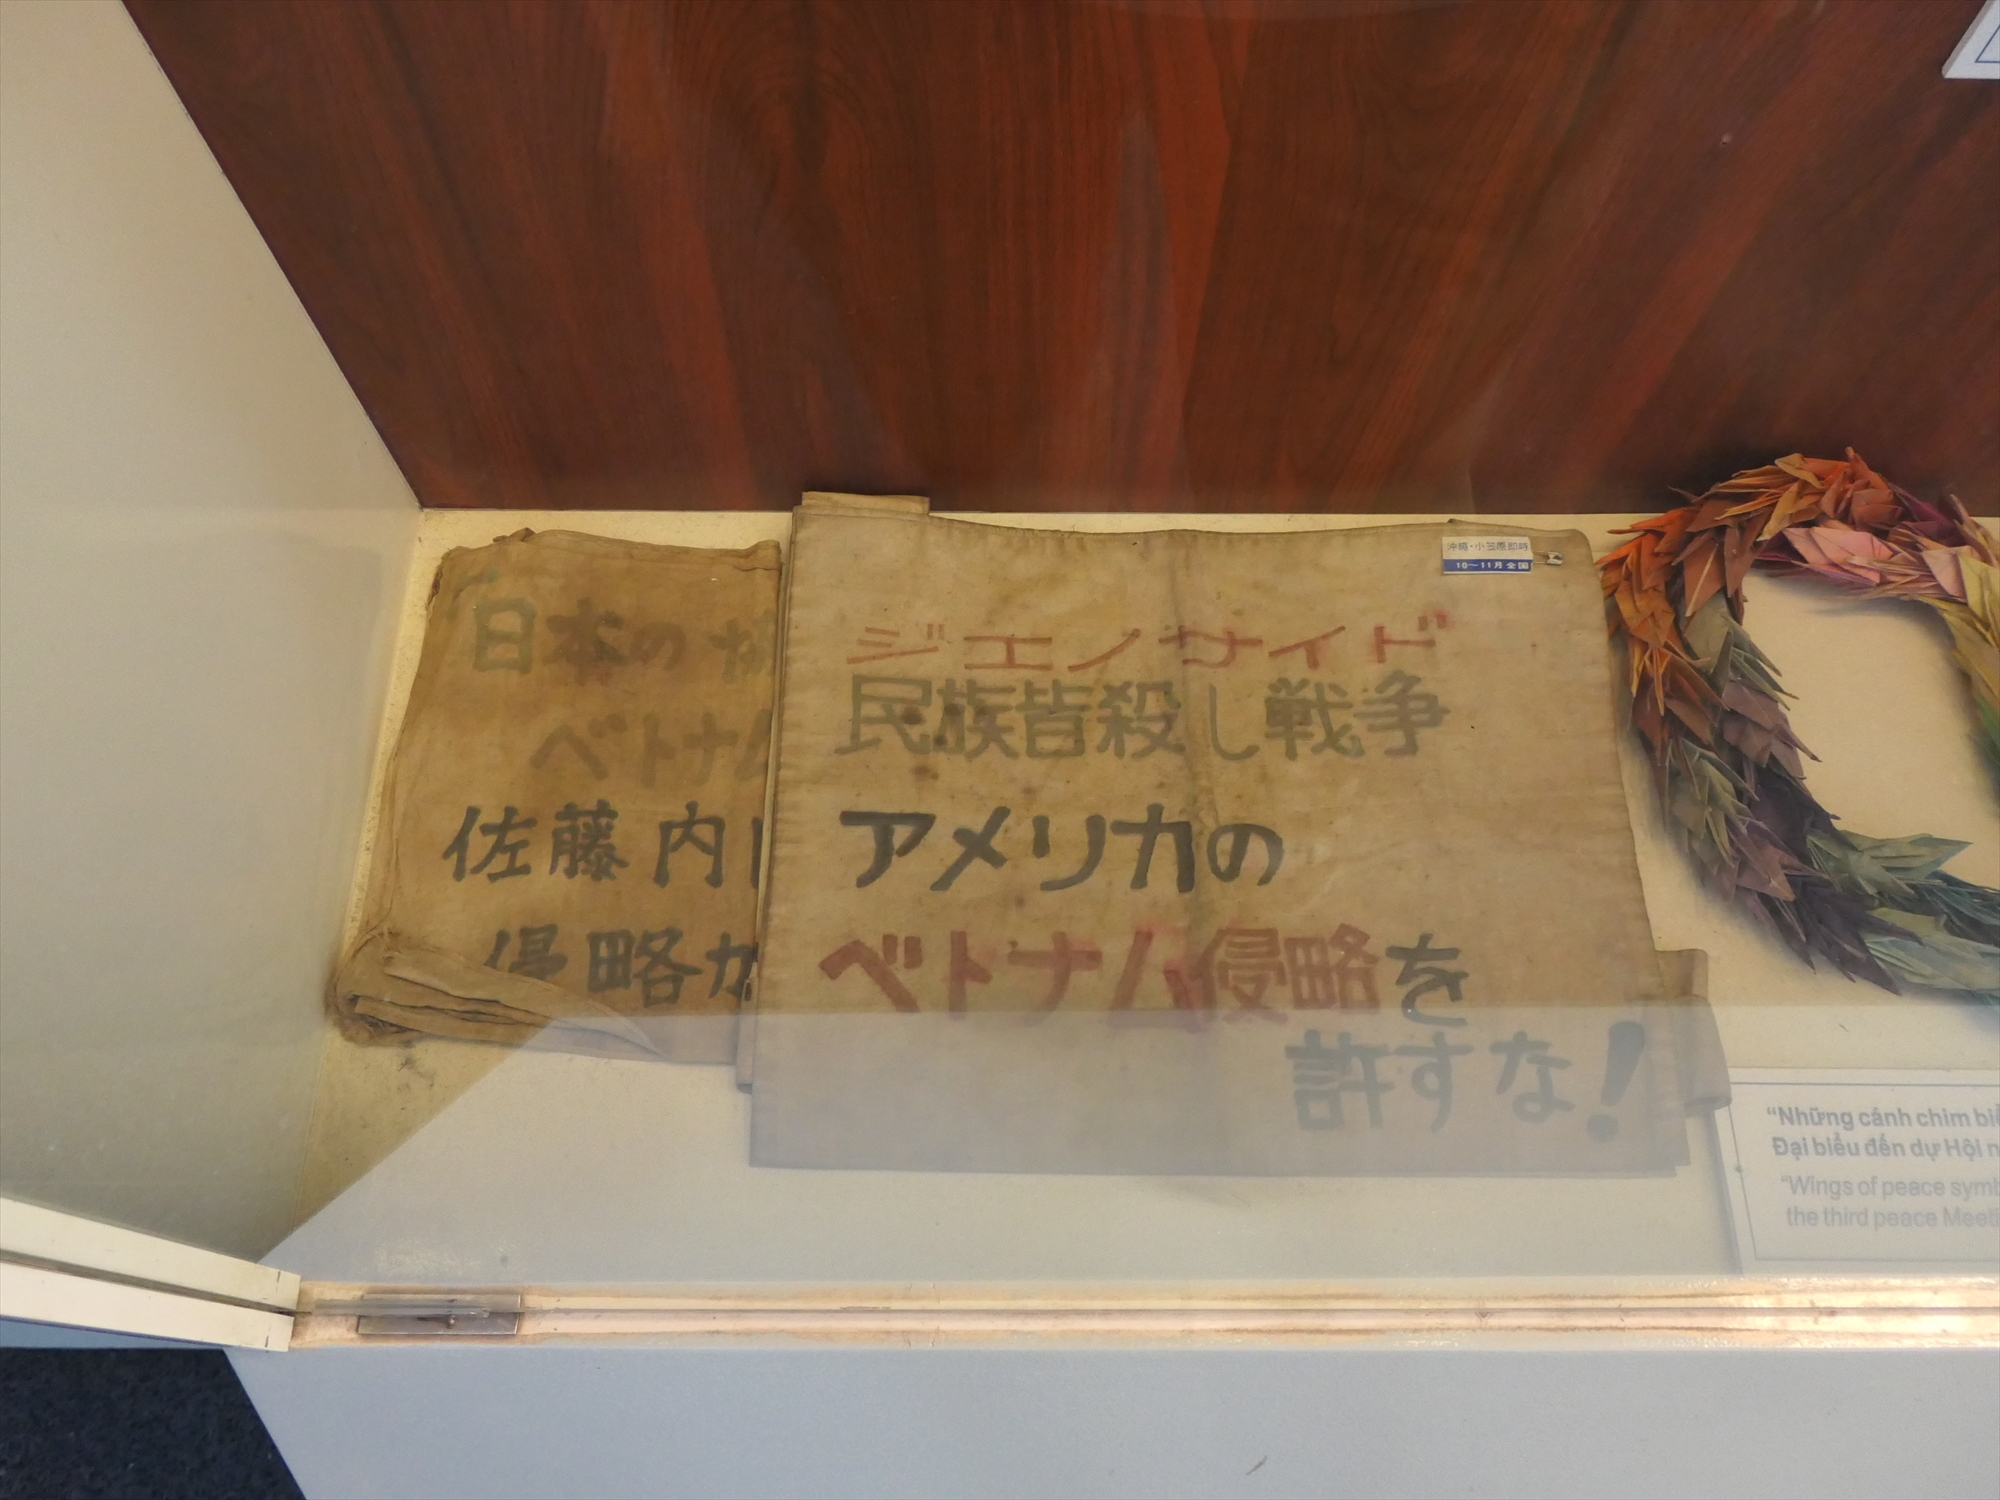 日本の
ベトナム
佐藤内
侵略か
沖縄・小笠原即時
10～11月 全国
ジェノサイド
民族皆殺し戦争
アメリカの
ベトナム侵略を
許すな!
“Những cánh chim
Đại biểu đến dự Hội
“Wings of peace
the third peace